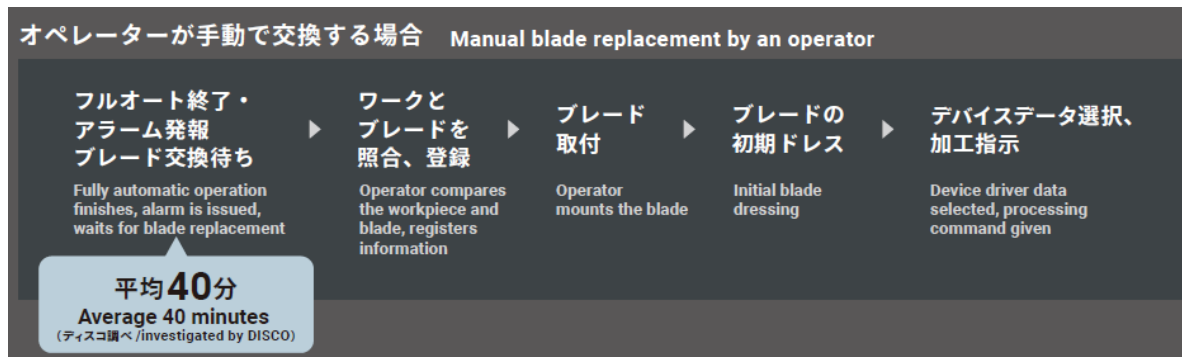 オペレーターが手動で交換する場合 Manual blade replacement by an operator
フルオート終了・
アラーム発報
ブレード交換待ち
Fully automatic operation
finishes, alarm is issued,
waits for blade replacement
平均40分
Average 40 minutes
(ディスコ調べ/investigated by DISCO)
ワークと
ブレードを
照合、登録
Operator compares
the workpiece and
blade, registers
information
ブレード
取付
Operator
mounts the blade
ブレードの
初期ドレス
Initial blade
dressing
デバイスデータ選択、
加工指示
Device driver data
selected, processing
command given